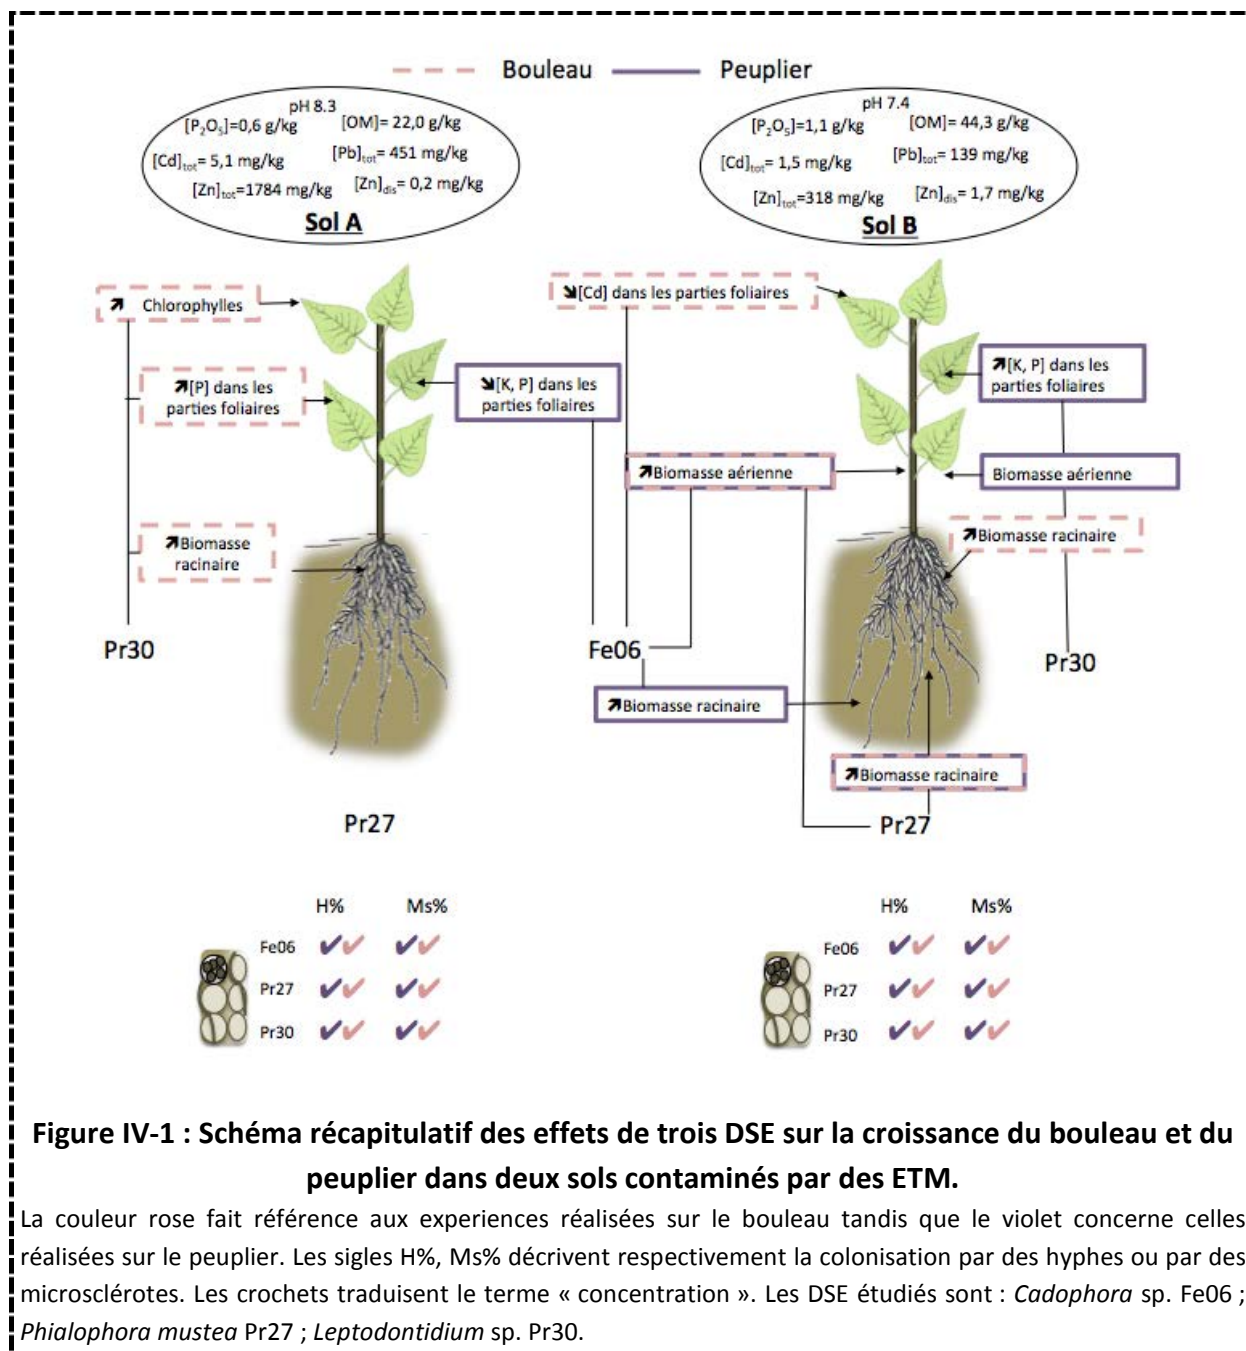 Bouleau Peuplier
pH 8.3
[P₂O₅]=0,6 g/kg [OM]= 22,0 g/kg
[Cd]tot= 5,1 mg/kg [Pb]tot= 451 mg/kg
[Zn]tot=1784 mg/kg [Zn]dis= 0,2 mg/kg
Sol A
pH 7.4
[P₂O₅]=1,1 g/kg [OM]= 44,3 g/kg
[Cd]tot= 1,5 mg/kg [Pb]tot= 139 mg/kg
[Zn]tot=318 mg/kg [Zn]dis= 1,7 mg/kg
Sol B
↗ Chlorophylles
↗[P] dans les
parties foliaires
↗Biomasse
racinaire
Pr30
↘[K, P] dans les
parties foliaires
Pr27
↘[Cd] dans les parties foliaires
↗Biomasse aérienne
Fe06
↗Biomasse racinaire
↗[K, P] dans les
parties foliaires
Biomasse aérienne
↗Biomasse racinaire
Pr30
↗Biomasse racinaire
Pr27
H% Ms%
Fe06 ✔✔ ✔✔
Pr27 ✔✔ ✔✔
Pr30 ✔✔ ✔✔
H% Ms%
Fe06 ✔✔ ✔✔
Pr27 ✔✔ ✔✔
Pr30 ✔✔ ✔✔
Figure IV-1 : Schéma récapitulatif des effets de trois DSE sur la croissance du bouleau et du
peuplier dans deux sols contaminés par des ETM.
La couleur rose fait référence aux experiences réalisées sur le bouleau tandis que le violet concerne celles
réalisées sur le peuplier. Les sigles H%, Ms% décrivent respectivement la colonisation par des hyphes ou par des
microsclérotes. Les crochets traduisent le terme « concentration ». Les DSE étudiés sont : Cadophora sp. Fe06 ;
Phialophora mustea Pr27 ; Leptodontidium sp. Pr30.